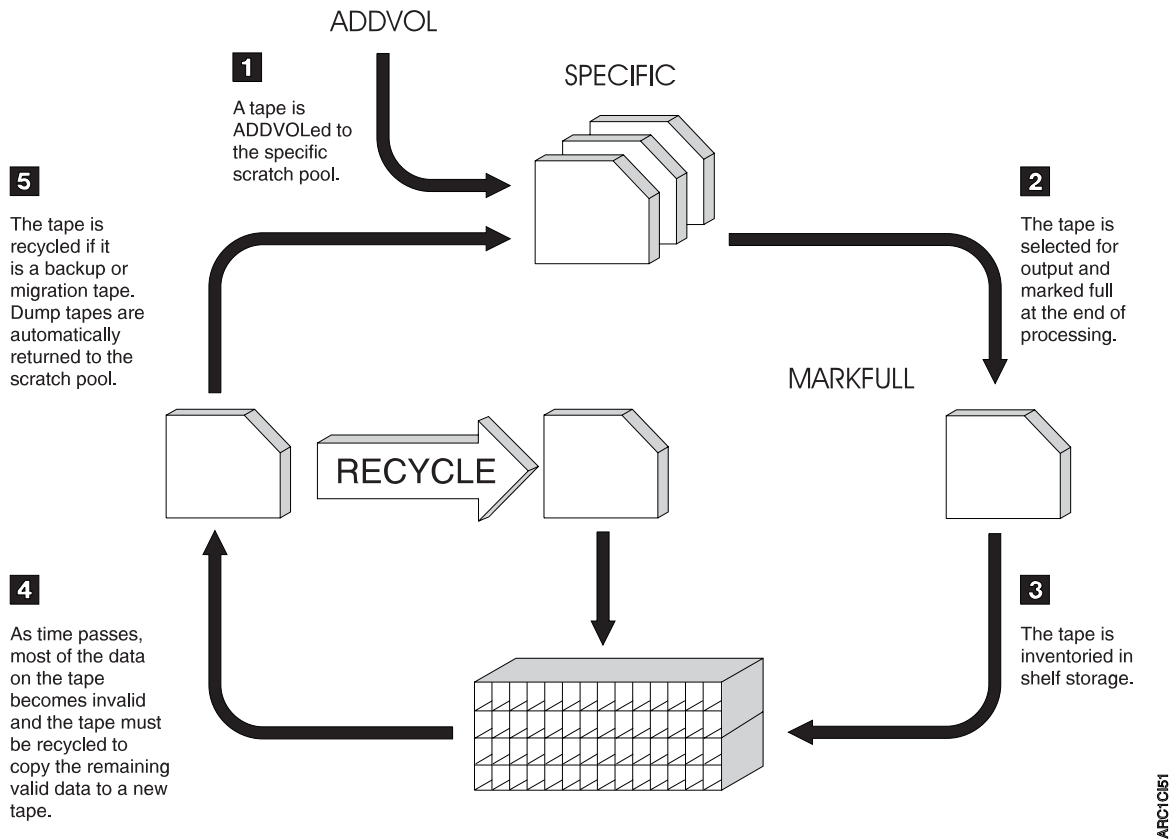 ADDVOL
1
A tape is
ADDVOLed to
the specific
scratch pool.
SPECIFIC
5
The tape is
recycled if it
is a backup or
migration tape.
Dump tapes are
automatically
returned to the
scratch pool.
2
The tape is
selected for
output and
marked full
at the end of
processing.
MARKFULL
RECYCLE
4
As time passes,
most of the data
on the tape
becomes invalid
and the tape must
be recycled to
copy the remaining
valid data to a new
tape.
3
The tape is
inventoried in
shelf storage.
ARC1CI51